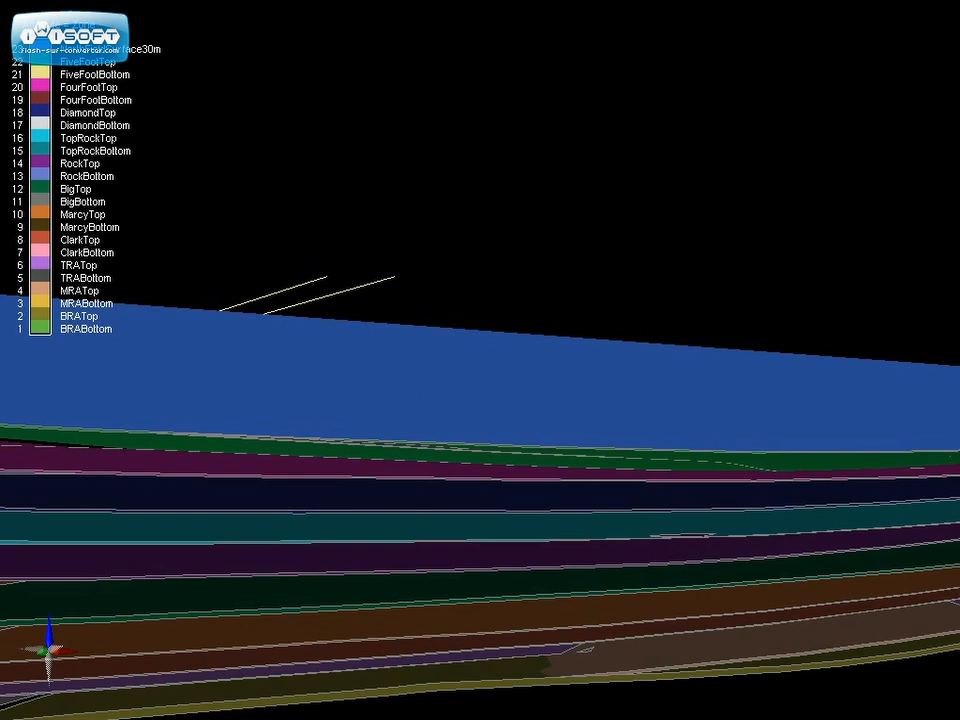 iWiSOFT
flash-swf-converter.com
23 face30m
22 FiveFootTop
21 FiveFootBottom
20 FourFootTop
19 FourFootBottom
18 DiamondTop
17 DiamondBottom
16 TopRockTop
15 TopRockBottom
14 RockTop
13 RockBottom
12 BigTop
11 BigBottom
10 MarcyTop
9 MarcyBottom
8 ClarkTop
7 ClarkBottom
6 TRATop
5 TRABottom
4 MRATop
3 MRABottom
2 BRATop
1 BRABottom